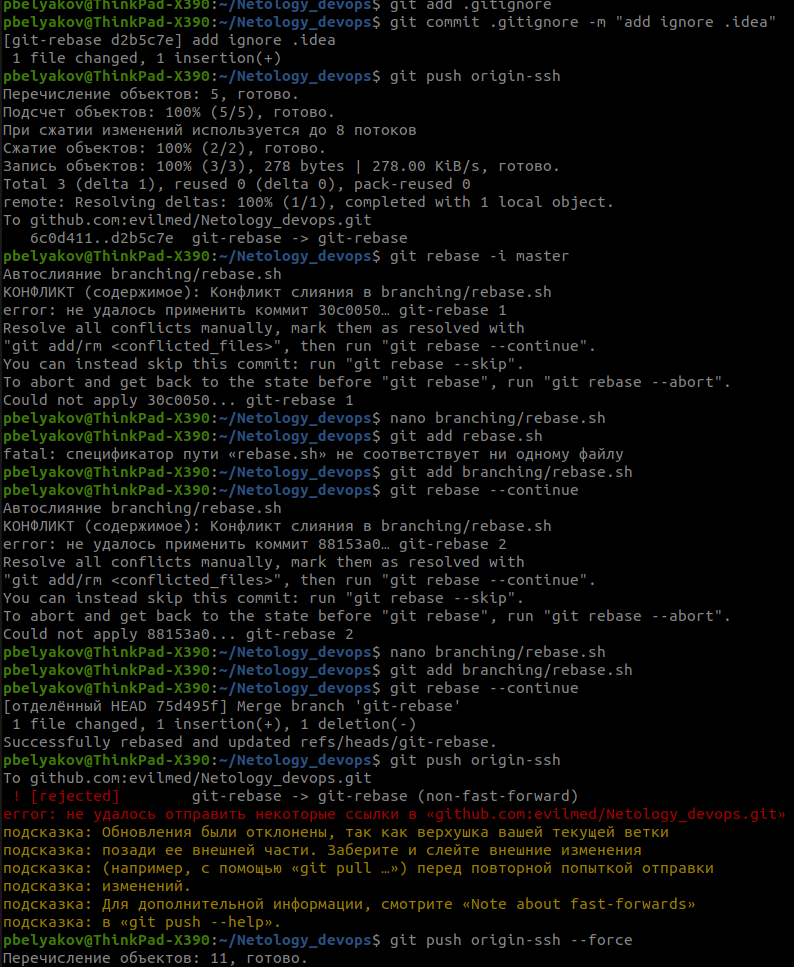 pbelyakov@ThinkPad-X390:~/Netology_devops$ git add .gitignore
pbelyakov@ThinkPad-X390:~/Netology_devops$ git commit .gitignore -m "add ignore .idea"
[git-rebase d2b5c7e] add ignore .idea
 1 file changed, 1 insertion(+)
pbelyakov@ThinkPad-X390:~/Netology_devops$ git push origin-ssh
Перечисление объектов: 5, готово.
Подсчет объектов: 100% (5/5), готово.
При сжатии изменений используется до 8 потоков
Сжатие объектов: 100% (2/2), готово.
Запись объектов: 100% (3/3), 278 bytes | 278.00 KiB/s, готово.
Total 3 (delta 1), reused 0 (delta 0), pack-reused 0
remote: Resolving deltas: 100% (1/1), completed with 1 local object.
To github.com:evilmed/Netology_devops.git
   6c0d411..d2b5c7e  git-rebase -> git-rebase
pbelyakov@ThinkPad-X390:~/Netology_devops$ git rebase -i master
Автослияние branching/rebase.sh
КОНФЛИКТ (содержимое): Конфликт слияния в branching/rebase.sh
error: не удалось применить коммит 30c0050… git-rebase 1
Resolve all conflicts manually, mark them as resolved with
"git add/rm <conflicted_files>", then run "git rebase --continue".
You can instead skip this commit: run "git rebase --skip".
To abort and get back to the state before "git rebase", run "git rebase --abort".
Could not apply 30c0050... git-rebase 1
pbelyakov@ThinkPad-X390:~/Netology_devops$ nano branching/rebase.sh
pbelyakov@ThinkPad-X390:~/Netology_devops$ git add rebase.sh
fatal: спецификатор пути «rebase.sh» не соответствует ни одному файлу
pbelyakov@ThinkPad-X390:~/Netology_devops$ git add branching/rebase.sh
pbelyakov@ThinkPad-X390:~/Netology_devops$ git rebase --continue
Автослияние branching/rebase.sh
КОНФЛИКТ (содержимое): Конфликт слияния в branching/rebase.sh
error: не удалось применить коммит 88153a0… git-rebase 2
Resolve all conflicts manually, mark them as resolved with
"git add/rm <conflicted_files>", then run "git rebase --continue".
You can instead skip this commit: run "git rebase --skip".
To abort and get back to the state before "git rebase", run "git rebase --abort".
Could not apply 88153a0... git-rebase 2
pbelyakov@ThinkPad-X390:~/Netology_devops$ nano branching/rebase.sh
pbelyakov@ThinkPad-X390:~/Netology_devops$ git add branching/rebase.sh
pbelyakov@ThinkPad-X390:~/Netology_devops$ git rebase --continue
[отделённый HEAD 75d495f] Merge branch 'git-rebase'
 1 file changed, 1 insertion(+), 1 deletion(-)
Successfully rebased and updated refs/heads/git-rebase.
pbelyakov@ThinkPad-X390:~/Netology_devops$ git push origin-ssh
To github.com:evilmed/Netology_devops.git
 ! [rejected]        git-rebase -> git-rebase (non-fast-forward)
error: не удалось отправить некоторые ссылки в «github.com:evilmed/Netology_devops.git»
подсказка: Обновления были отклонены, так как верхушка вашей текущей ветки
подсказка: позади ее внешней части. Заберите и слейте внешние изменения
подсказка: (например, с помощью «git pull …») перед повторной попыткой отправки
подсказка: изменений.
подсказка: Для дополнительной информации, смотрите «Note about fast-forwards»
подсказка: в «git push --help».
pbelyakov@ThinkPad-X390:~/Netology_devops$ git push origin-ssh --force
Перечисление объектов: 11, готово.